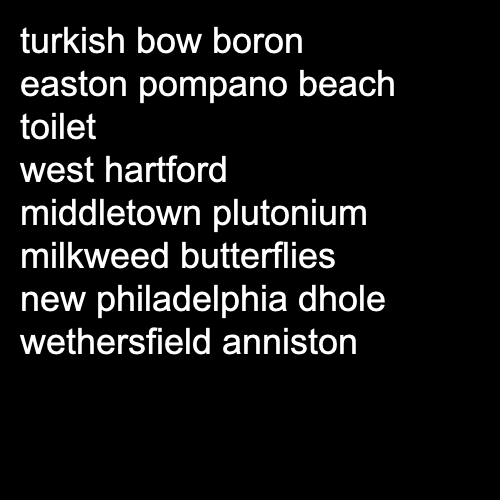 turkish bow boron
easton pompano beach
toilet
west hartford
middletown plutonium
milkweed butterflies
new philadelphia dhole
wethersfield anniston